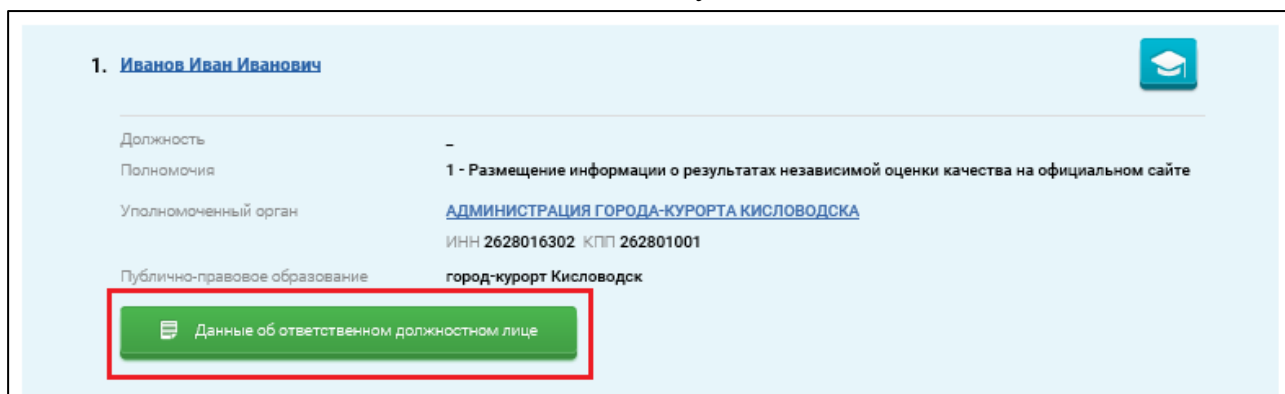 1. Иванов Иван Иванович
Должность –
Полномочия 1 - Размещение информации о результатах независимой оценки качества на официальном сайте
Уполномоченный орган АДМИНИСТРАЦИЯ ГОРОДА-КУРОРТА КИСЛОВОДСКА
ИНН 2628016302 КПП 262801001
Публично-правовое образование город-курорт Кисловодск
Данные об ответственном должностном лице